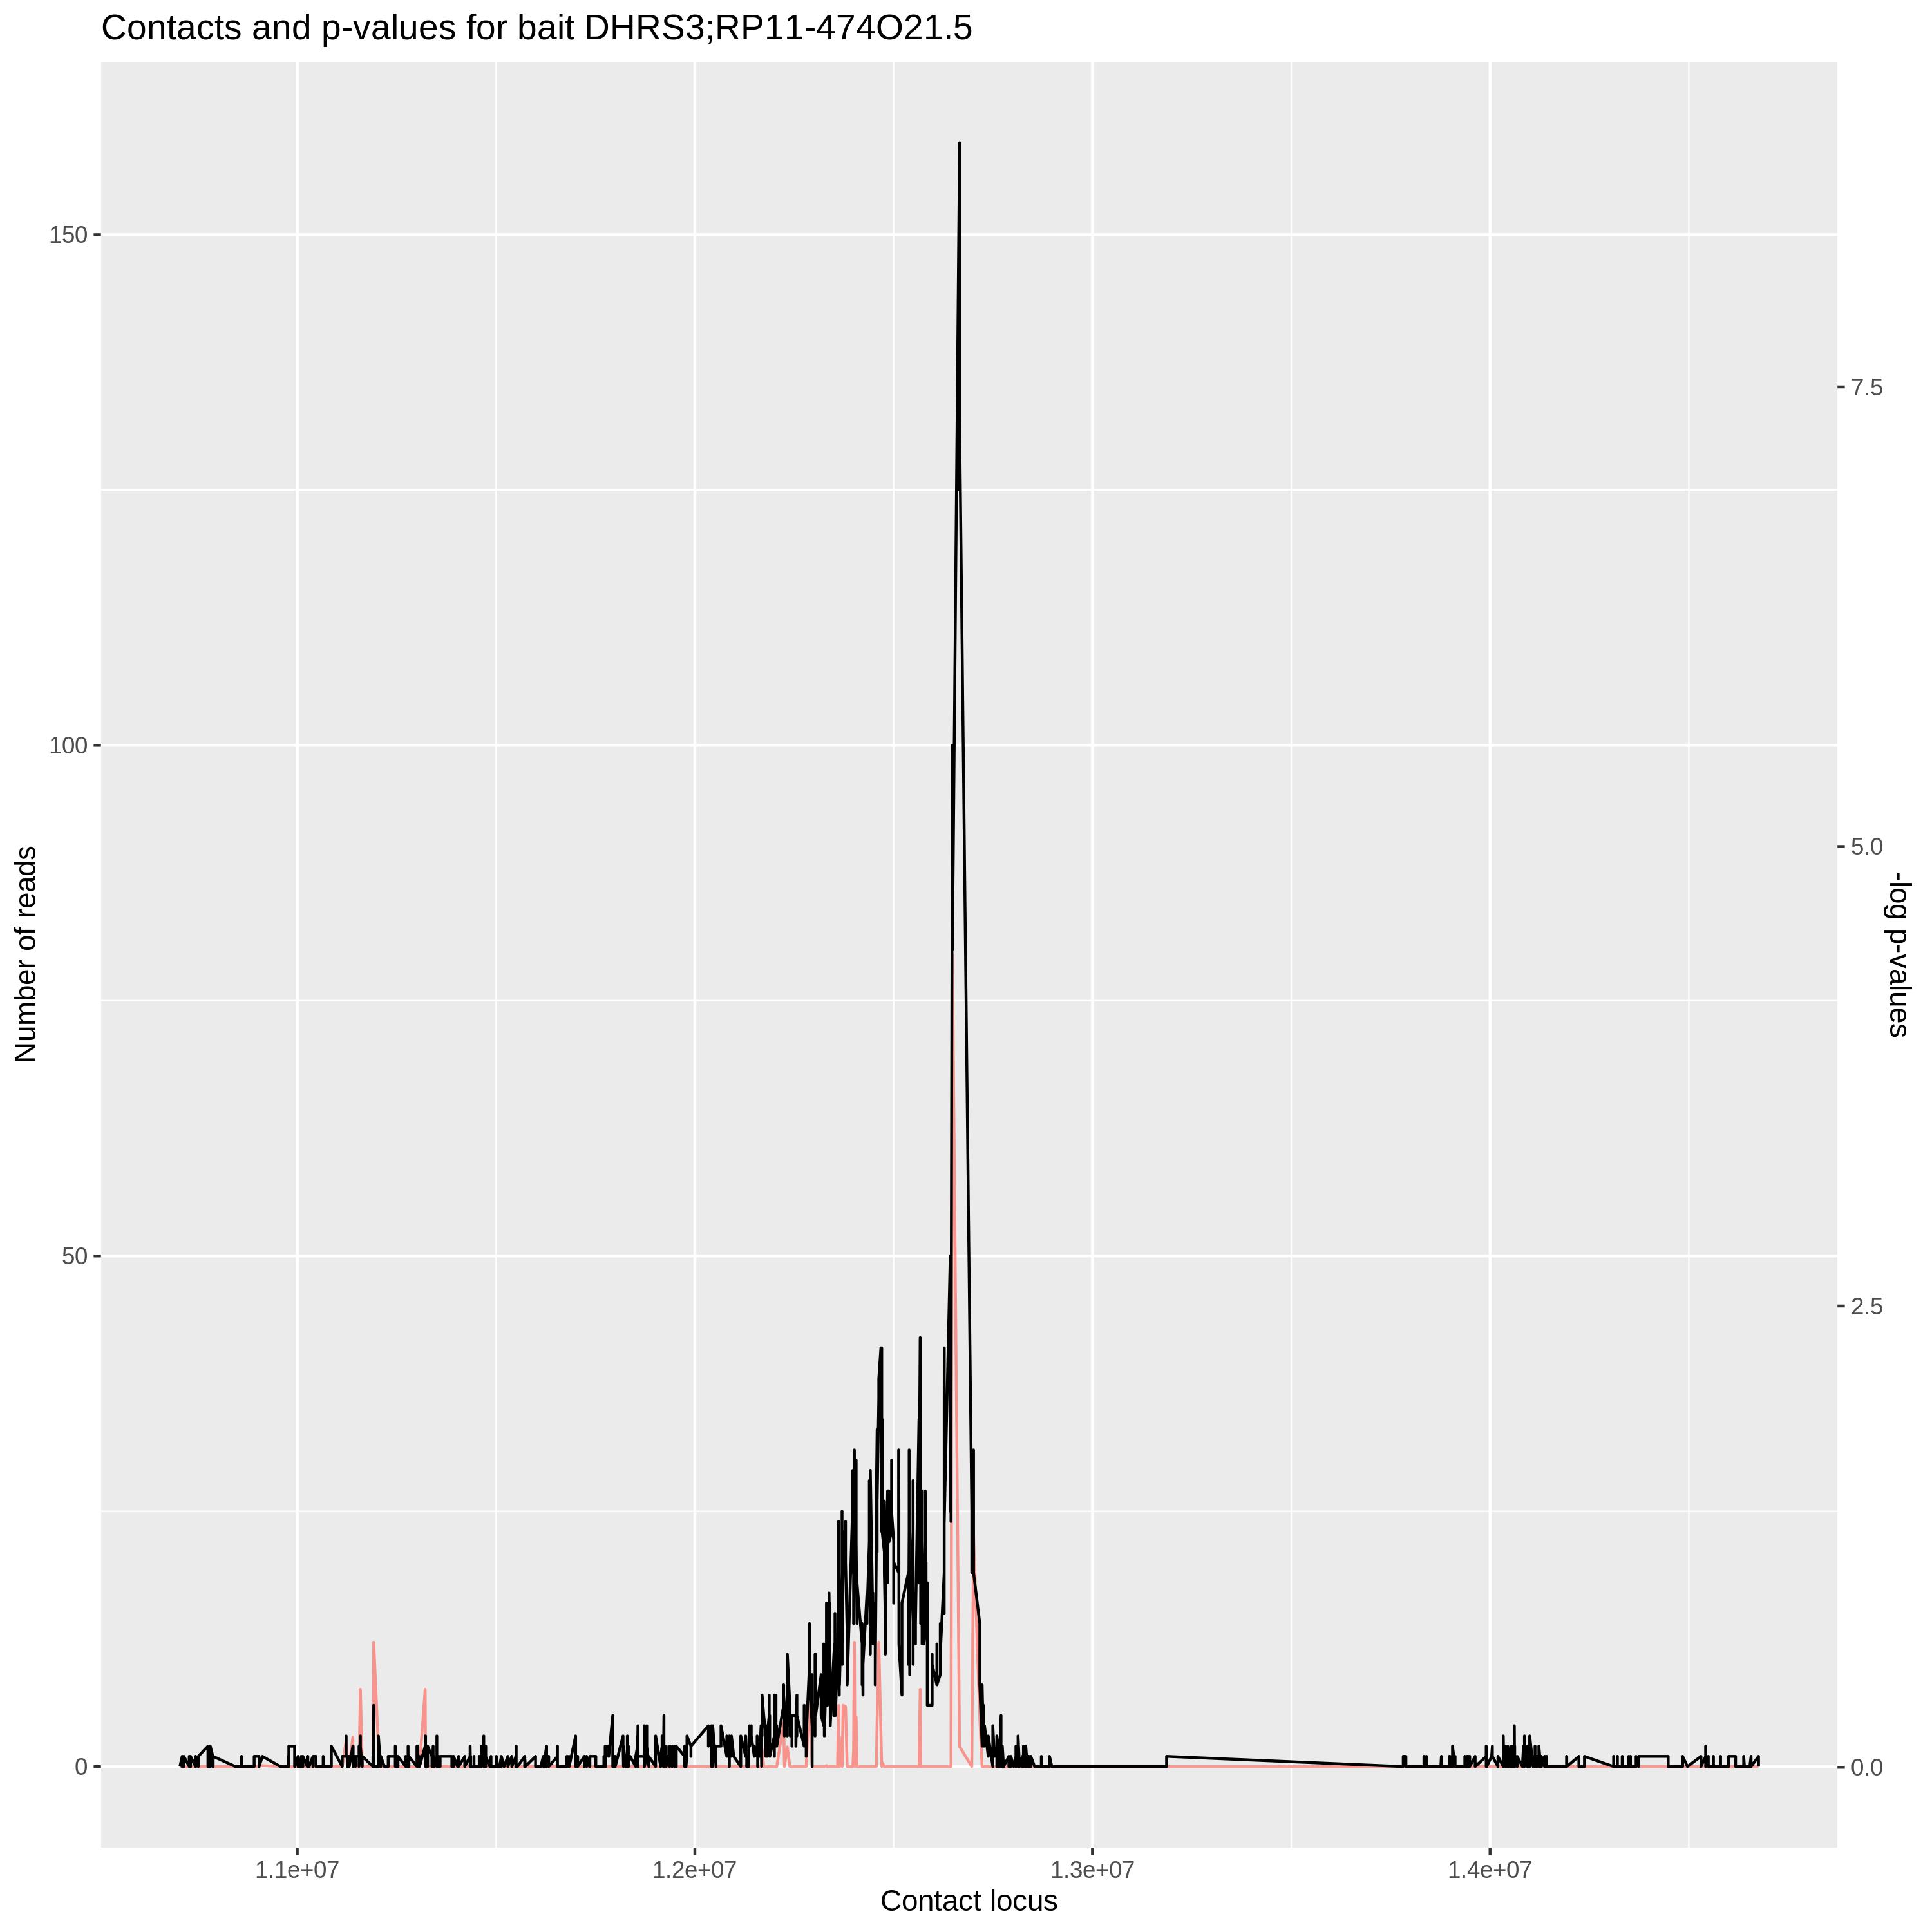 Contacts and p-values for bait DHRS3;RP11-474O21.5
150
100
50
0
Number of reads
7.5
5.0
2.5
0.0
-log p-values
1.1e+07
1.2e+07
1.3e+07
1.4e+07
Contact locus